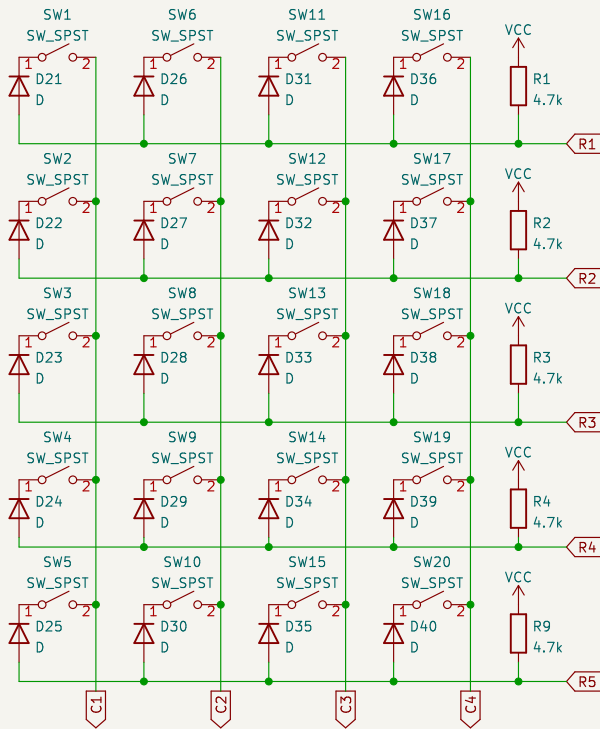 SW1 SW6 SW11 SW16
SW_SPST SW_SPST SW_SPST SW_SPST VCC
1 2 1 2 1 2 1 2
D21 D26 D31 D36 R1
D D D D 4.7k
R1
SW2 SW7 SW12 SW17
SW_SPST SW_SPST SW_SPST SW_SPST VCC
1 2 1 2 1 2 1 2
D22 D27 D32 D37 R2
D D D D 4.7k
R2
SW3 SW8 SW13 SW18
SW_SPST SW_SPST SW_SPST SW_SPST VCC
1 2 1 2 1 2 1 2
D23 D28 D33 D38 R3
D D D D 4.7k
R3
SW4 SW9 SW14 SW19
SW_SPST SW_SPST SW_SPST SW_SPST VCC
1 2 1 2 1 2 1 2
D24 D29 D34 D39 R4
D D D D 4.7k
R4
SW5 SW10 SW15 SW20
SW_SPST SW_SPST SW_SPST SW_SPST VCC
1 2 1 2 1 2 1 2
D25 D30 D35 D40 R9
D D D D 4.7k
R5
C1 C2 C3 C4